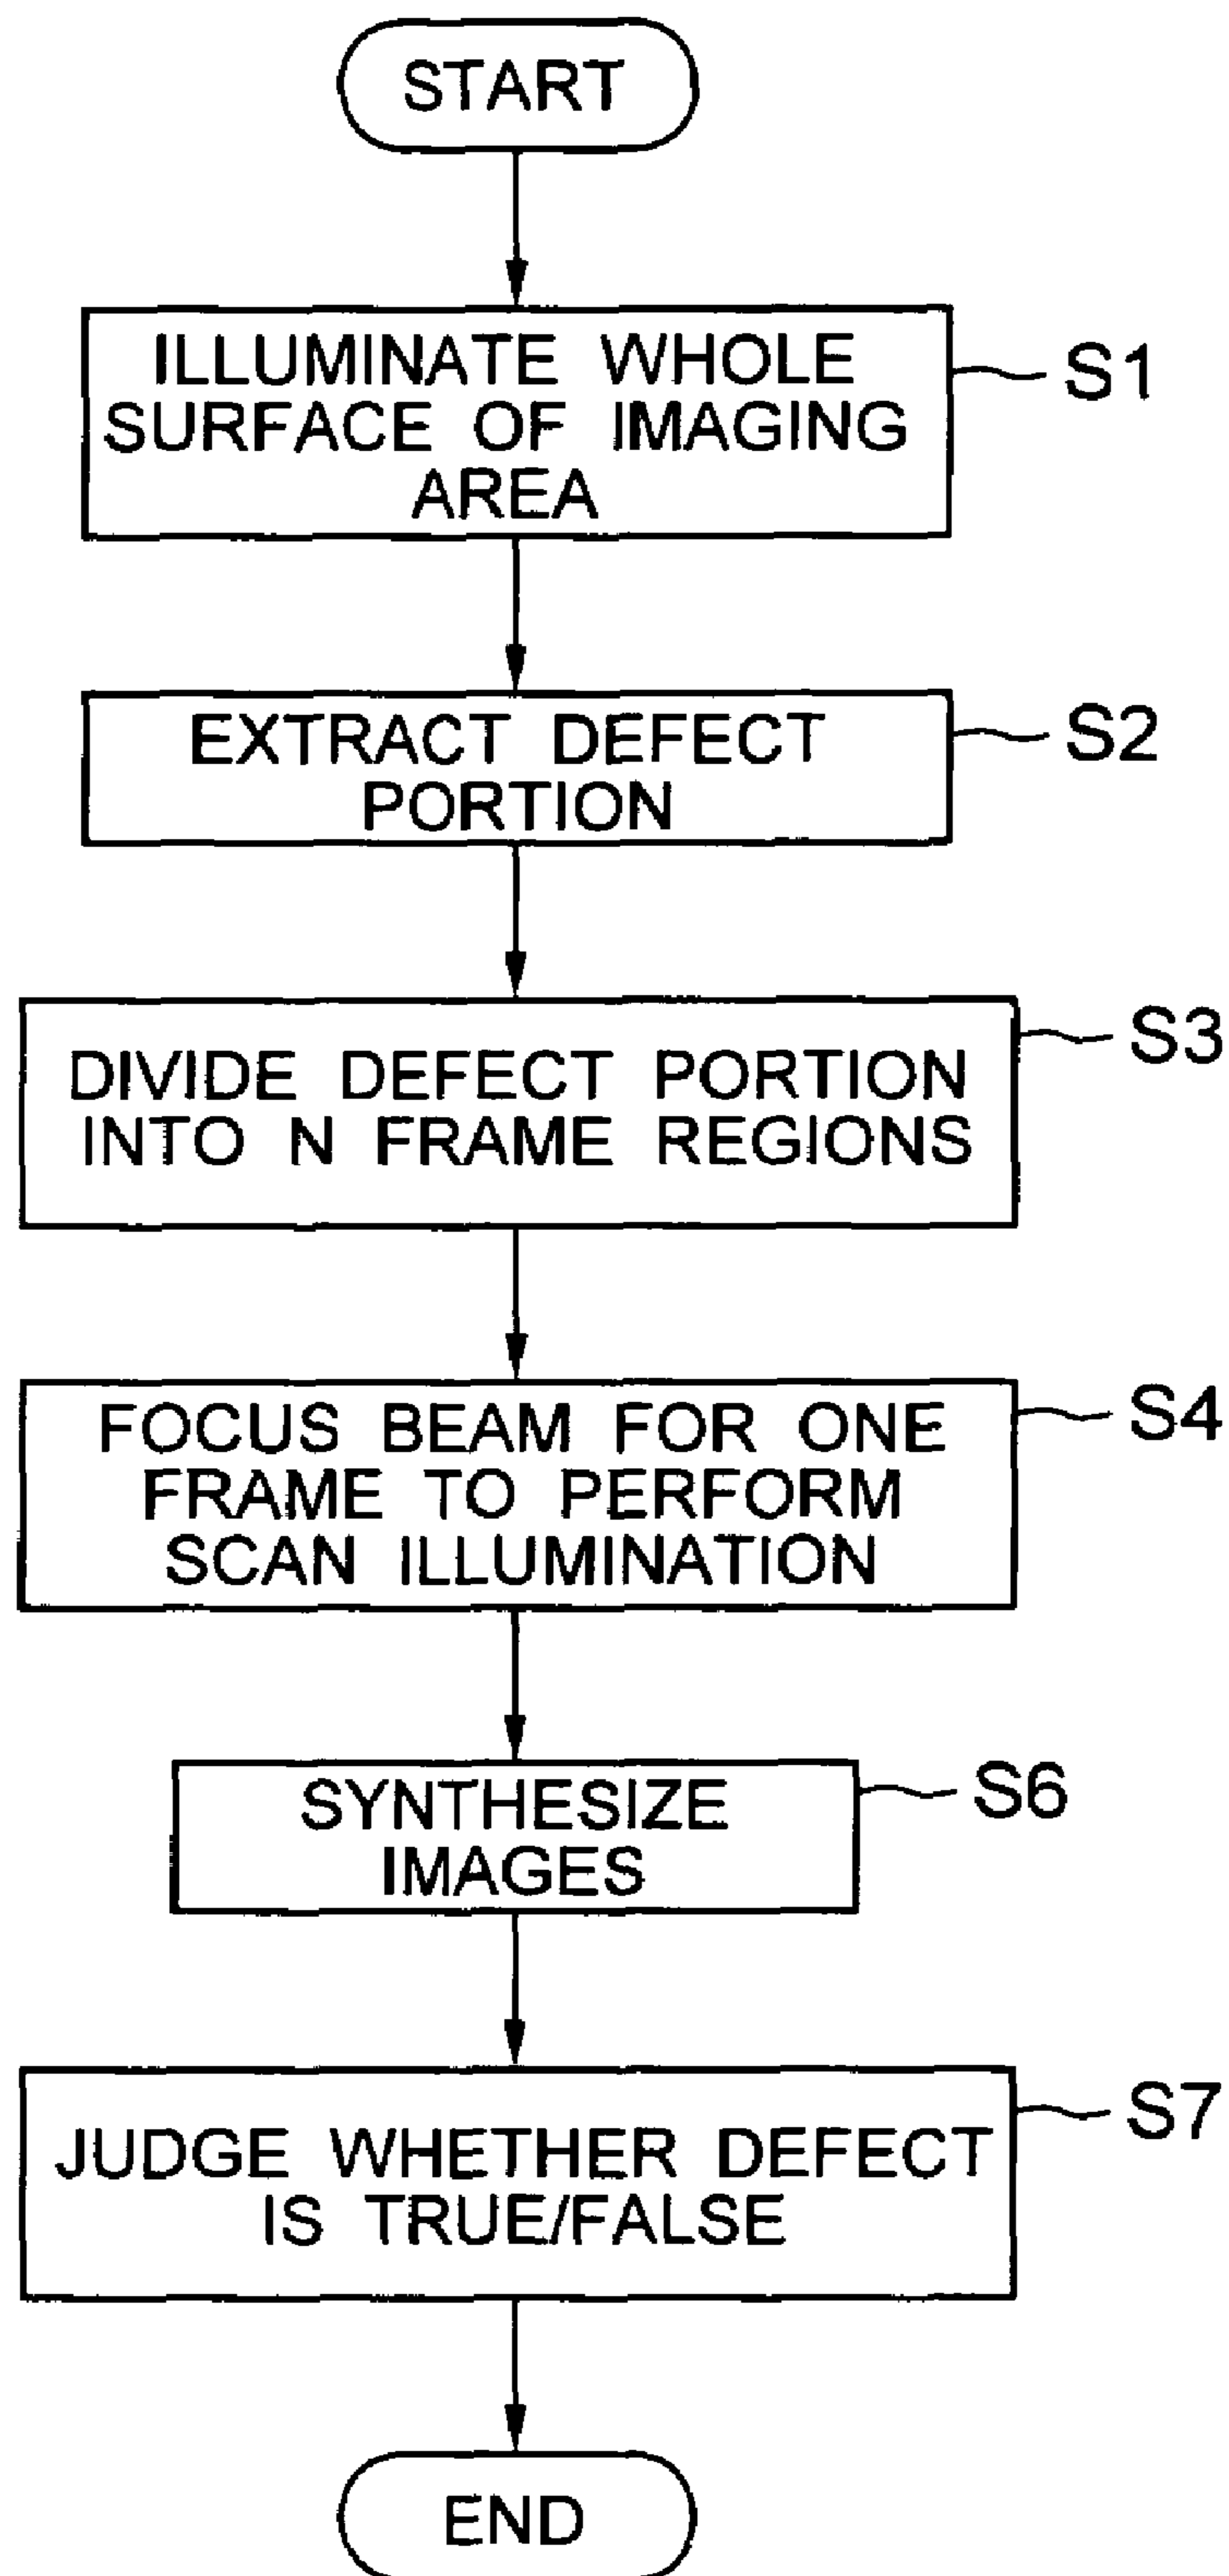 START
ILLUMINATE WHOLE
SURFACE OF IMAGING
AREA
S1
EXTRACT DEFECT
PORTION
S2
DIVIDE DEFECT PORTION
INTO N FRAME REGIONS
S3
FOCUS BEAM FOR ONE
FRAME TO PERFORM
SCAN ILLUMINATION
S4
SYNTHESIZE
IMAGES
S6
JUDGE WHETHER DEFECT
IS TRUE/FALSE
S7
END